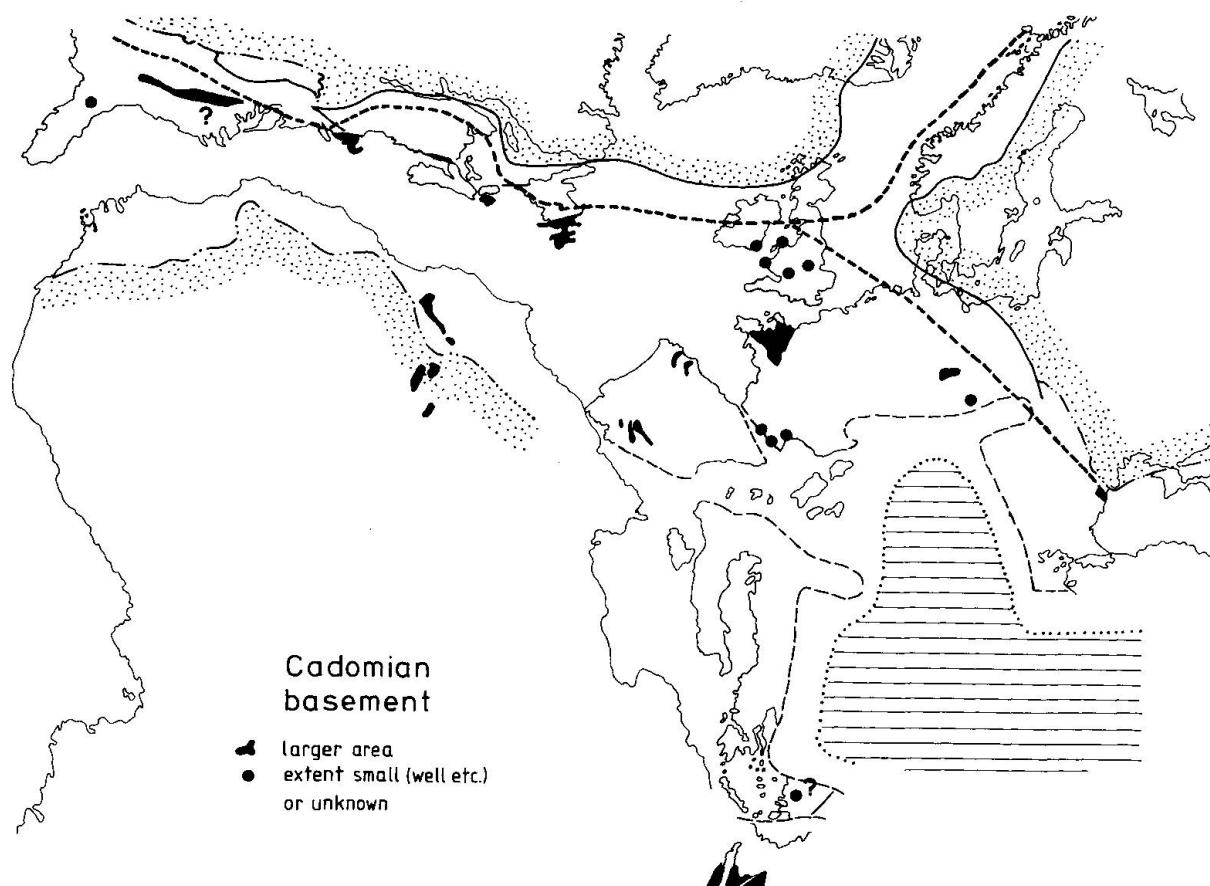 ?
Cadomian
basement
larger area
extent small (well etc.)
or unknown
?